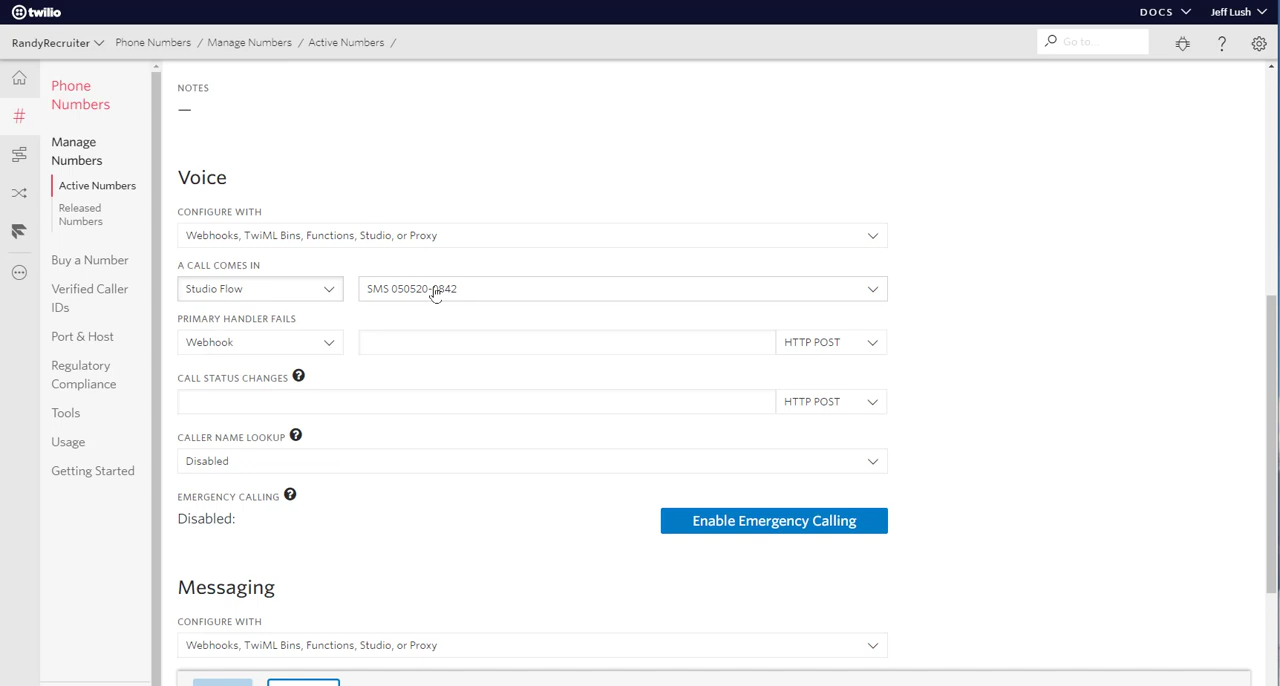 twilio
DOCS
Jeff Lush
RandyRecruiter
Phone Numbers / Manage Numbers / Active Numbers /
Go to...
Phone
Numbers
Manage
Numbers
Active Numbers
Released
Numbers
Buy a Number
Verified Caller
IDs
Port & Host
Regulatory
Compliance
Tools
Usage
Getting Started
NOTES
—
Voice
CONFIGURE WITH
Webhooks, TwiML Bins, Functions, Studio, or Proxy
A CALL COMES IN
Studio Flow
SMS 050520-0842
PRIMARY HANDLER FAILS
Webhook
HTTP POST
CALL STATUS CHANGES
HTTP POST
CALLER NAME LOOKUP
Disabled
EMERGENCY CALLING
Disabled:
Enable Emergency Calling
Messaging
CONFIGURE WITH
Webhooks, TwiML Bins, Functions, Studio, or Proxy